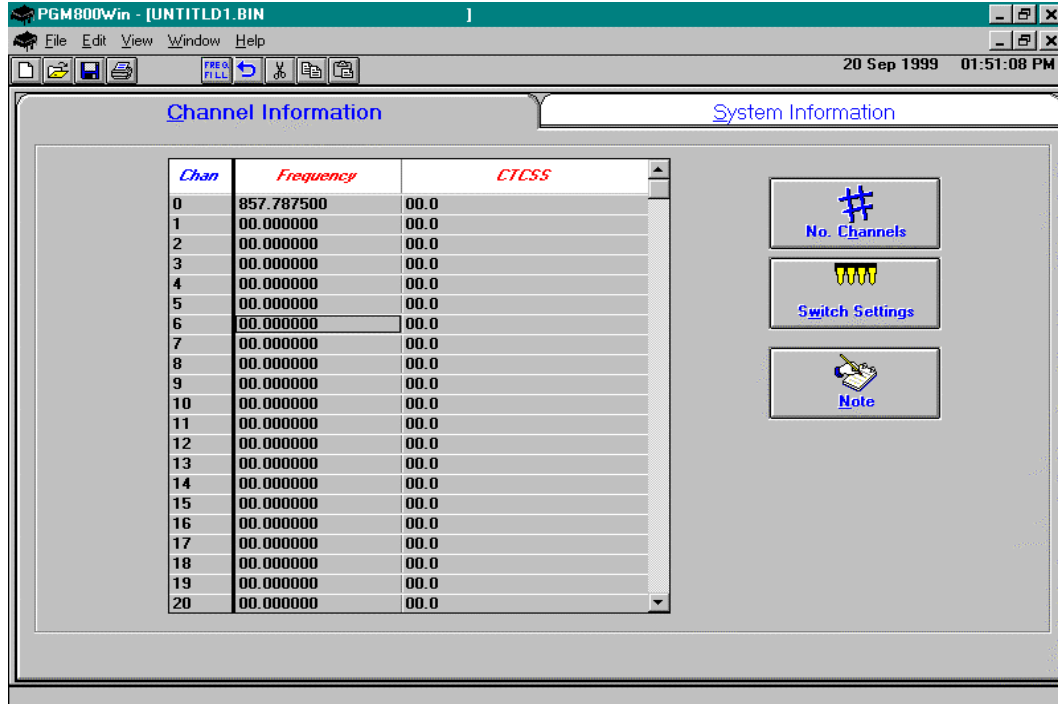 PGM800Win - [UNTITLD1.BIN ]
File Edit View Window Help
FREQ. FILL 20 Sep 1999 01:51:08 PM
Channel Information System Information
Chan Frequency CTCSS
0 857.787500 00.0
1 00.000000 00.0
2 00.000000 00.0
3 00.000000 00.0
4 00.000000 00.0
5 00.000000 00.0
6 00.000000 00.0
7 00.000000 00.0
8 00.000000 00.0
9 00.000000 00.0
10 00.000000 00.0
11 00.000000 00.0
12 00.000000 00.0
13 00.000000 00.0
14 00.000000 00.0
15 00.000000 00.0
16 00.000000 00.0
17 00.000000 00.0
18 00.000000 00.0
19 00.000000 00.0
20 00.000000 00.0
No. Channels
Switch Settings
Note